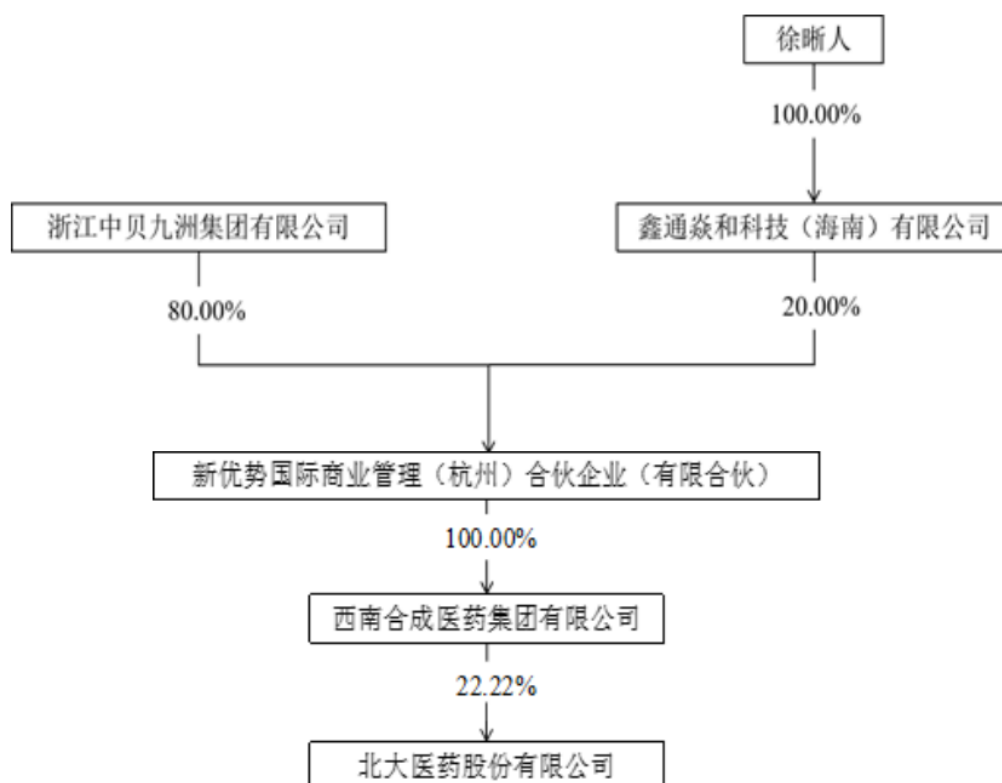 徐晰人
100.00%
浙江中贝九洲集团有限公司
鑫通焱和科技（海南）有限公司
80.00%
20.00%
新优势国际商业管理（杭州）合伙企业（有限合伙）
100.00%
西南合成医药集团有限公司
22.22%
北大医药股份有限公司